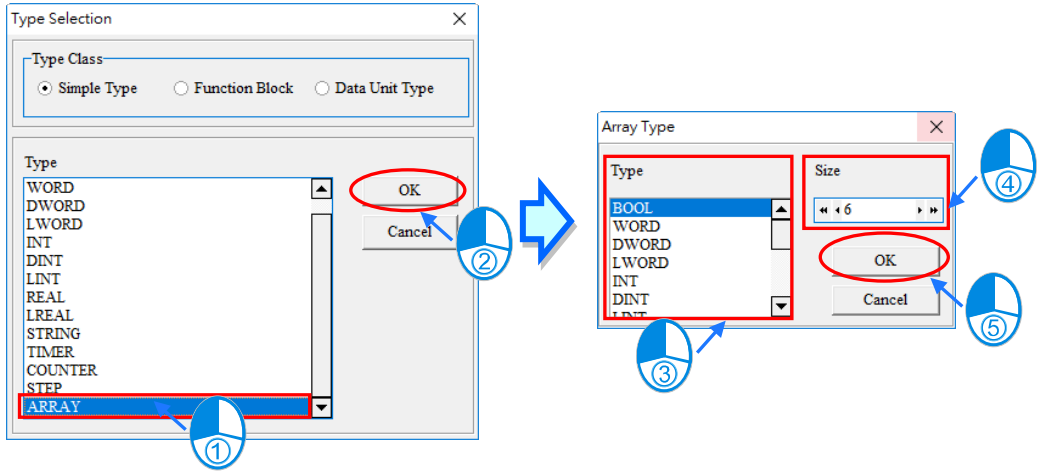 Type Selection
Type Class
Simple Type
Function Block
Data Unit Type
Type
WORD
DWORD
LWORD
INT
DINT
LINT
REAL
LREAL
STRING
TIMER
COUNTER
STEP
ARRAY
OK
Cancel
①
②
Array Type
Type
BOOL
WORD
DWORD
LWORD
INT
DINT
LINT
Size
6
OK
Cancel
③
④
⑤